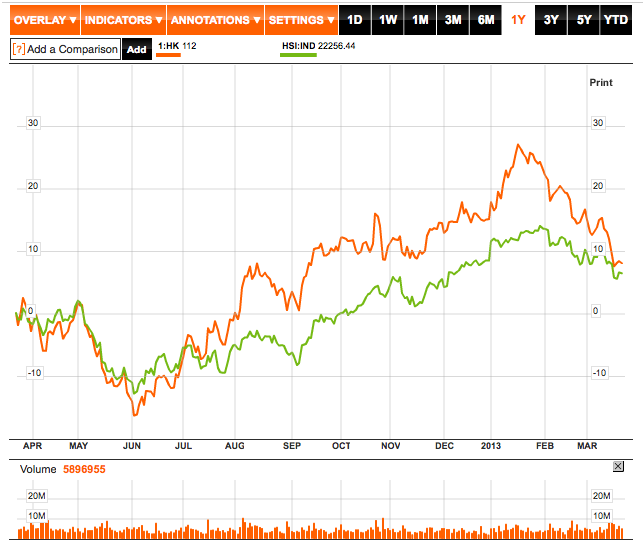 OVERLAY ▼ INDICATORS ▼ ANNOTATIONS ▼ SETTINGS ▼ 1D 1W 1M 3M 6M 1Y 3Y 5Y YTD
[?] Add a Comparison Add 1:HK 112 HSI:IND 22256.44
Print
30 30
20 20
10 10
0 0
-10 -10
APR MAY JUN JUL AUG SEP OCT NOV DEC 2013 FEB MAR
Volume 5896955
20M 20M
10M 10M